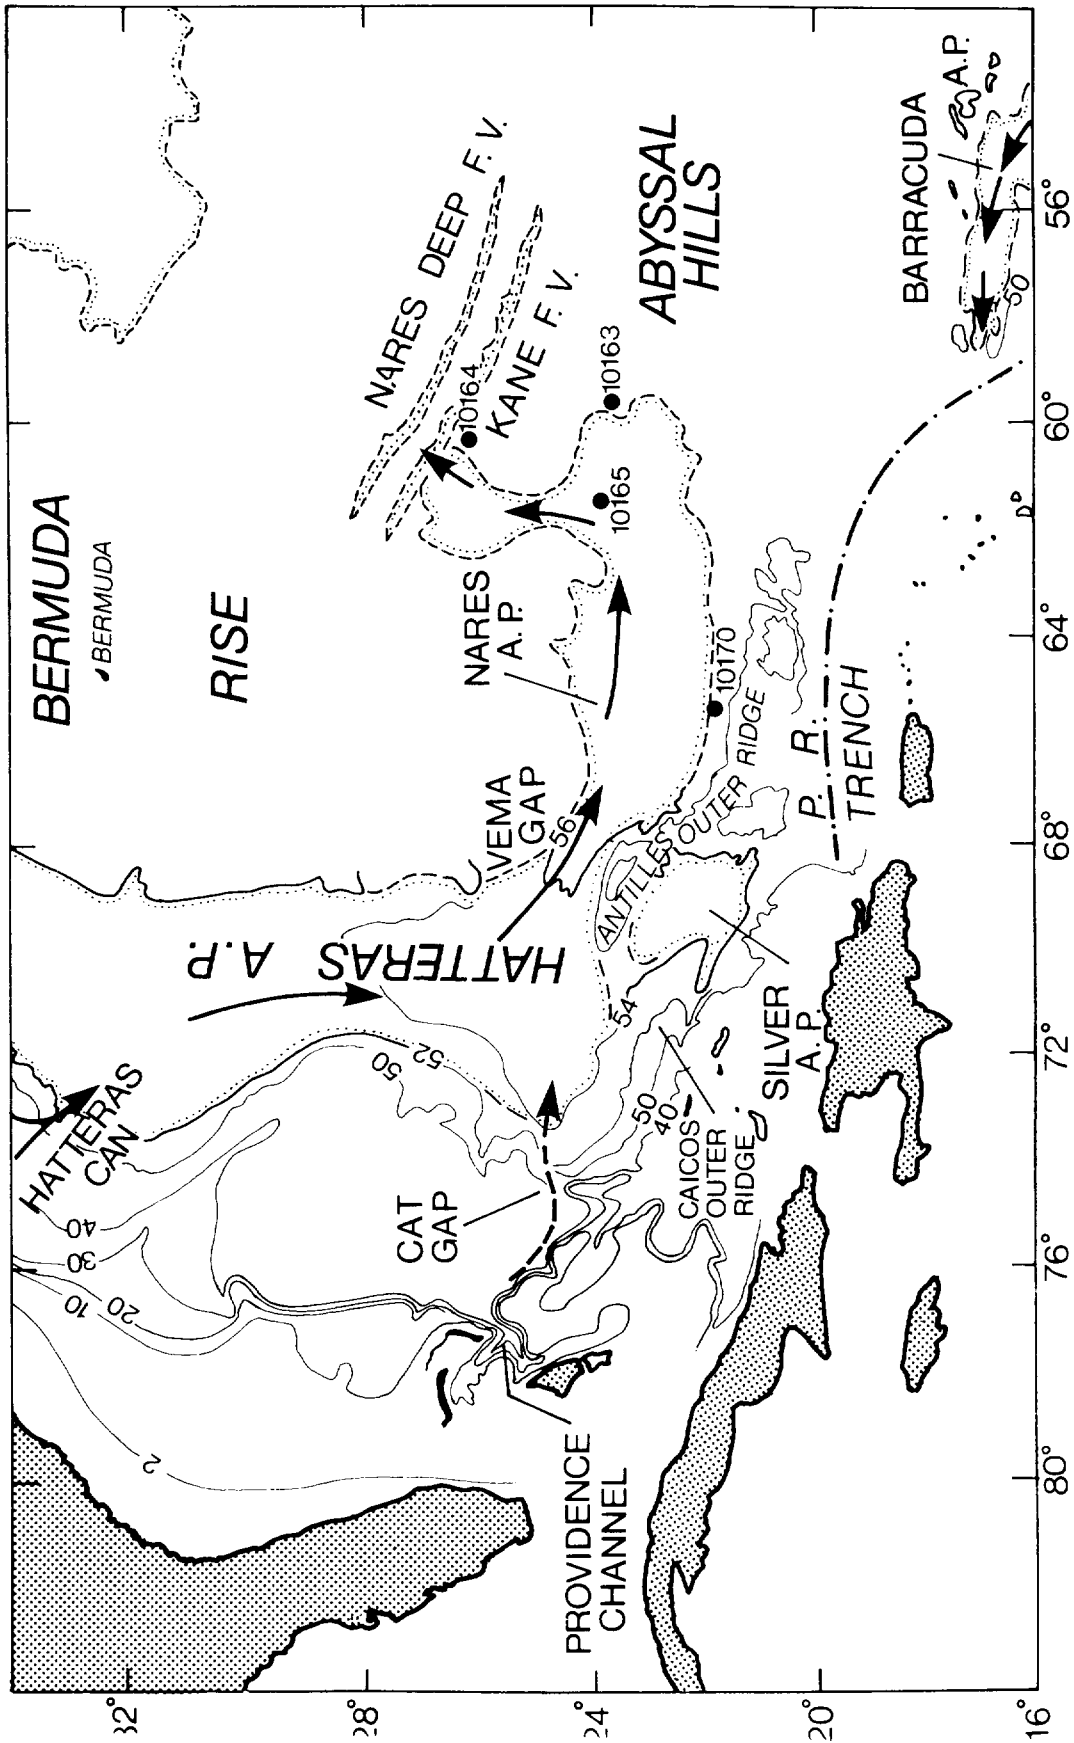 BERMUDA
BERMUDA
RISE
NARES DEEP F.V.
KANE F.V.
10164
ABYSSAL
HILLS
10163
10165
NARES
A.P.
10170
BARRACUDA
A.P.
50
VEMA
GAP
56
HATTERAS A.P.
HATTERAS
CAN
ANTILLES OUTER RIDGE
P. R.
TRENCH
SILVER
A.P.
CAICOS
OUTER
RIDGE
CAT
GAP
PROVIDENCE
CHANNEL
54
52
50
50
40
40
30
20
10
2
32°
28°
24°
20°
16°
80°
76°
72°
68°
64°
60°
56°